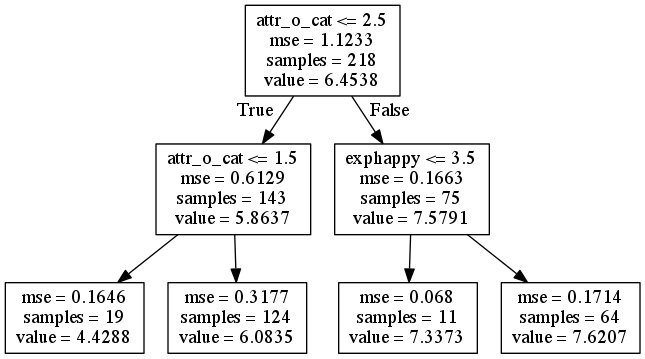 attr_o_cat <= 2.5
mse = 1.1233
samples = 218
value = 6.4538
True
False
attr_o_cat <= 1.5
mse = 0.6129
samples = 143
value = 5.8637
exphappy <= 3.5
mse = 0.1663
samples = 75
value = 7.5791
mse = 0.1646
samples = 19
value = 4.4288
mse = 0.3177
samples = 124
value = 6.0835
mse = 0.068
samples = 11
value = 7.3373
mse = 0.1714
samples = 64
value = 7.6207